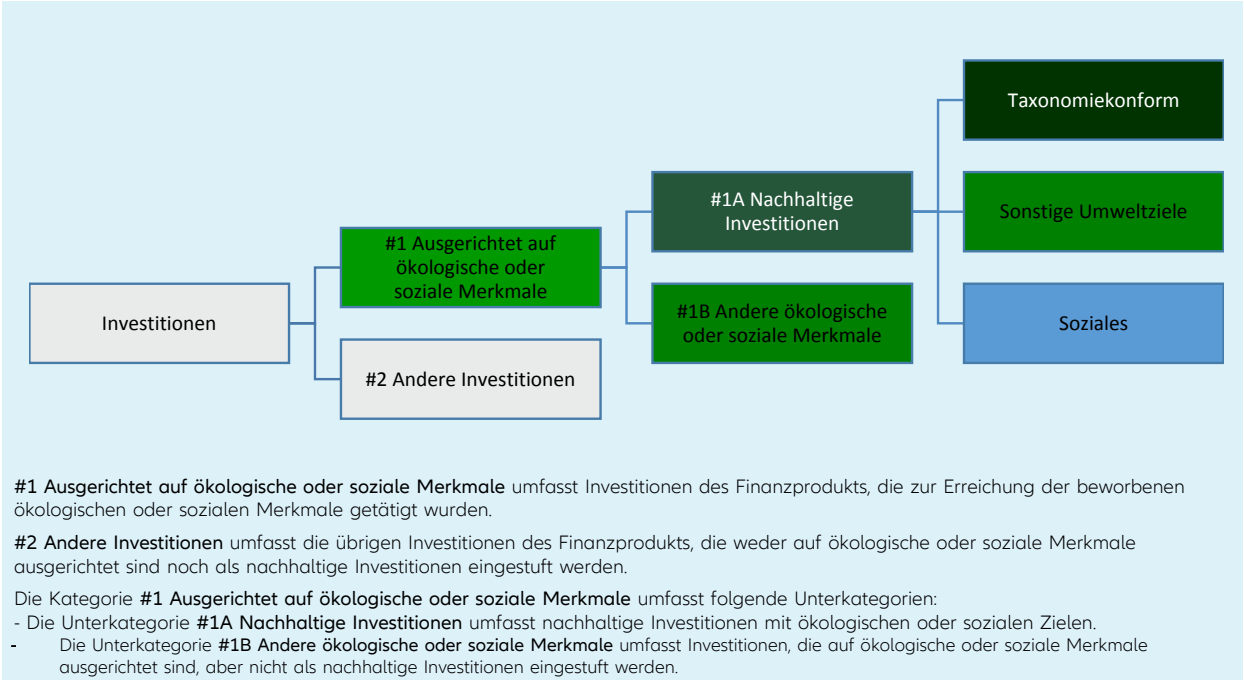 Taxonomiekonform
#1A Nachhaltige
Investitionen
Sonstige Umweltziele
#1 Ausgerichtet auf
ökologische oder
soziale Merkmale
Investitionen
#1B Andere ökologische
oder soziale Merkmale
Soziales
#2 Andere Investitionen
#1 Ausgerichtet auf ökologische oder soziale Merkmale umfasst Investitionen des Finanzprodukts, die zur Erreichung der beworbenen
ökologischen oder sozialen Merkmale getätigt wurden.
#2 Andere Investitionen umfasst die übrigen Investitionen des Finanzprodukts, die weder auf ökologische oder soziale Merkmale
ausgerichtet sind noch als nachhaltige Investitionen eingestuft werden.
Die Kategorie #1 Ausgerichtet auf ökologische oder soziale Merkmale umfasst folgende Unterkategorien:
- Die Unterkategorie #1A Nachhaltige Investitionen umfasst nachhaltige Investitionen mit ökologischen oder sozialen Zielen.
- Die Unterkategorie #1B Andere ökologische oder soziale Merkmale umfasst Investitionen, die auf ökologische oder soziale Merkmale
ausgerichtet sind, aber nicht als nachhaltige Investitionen eingestuft werden.